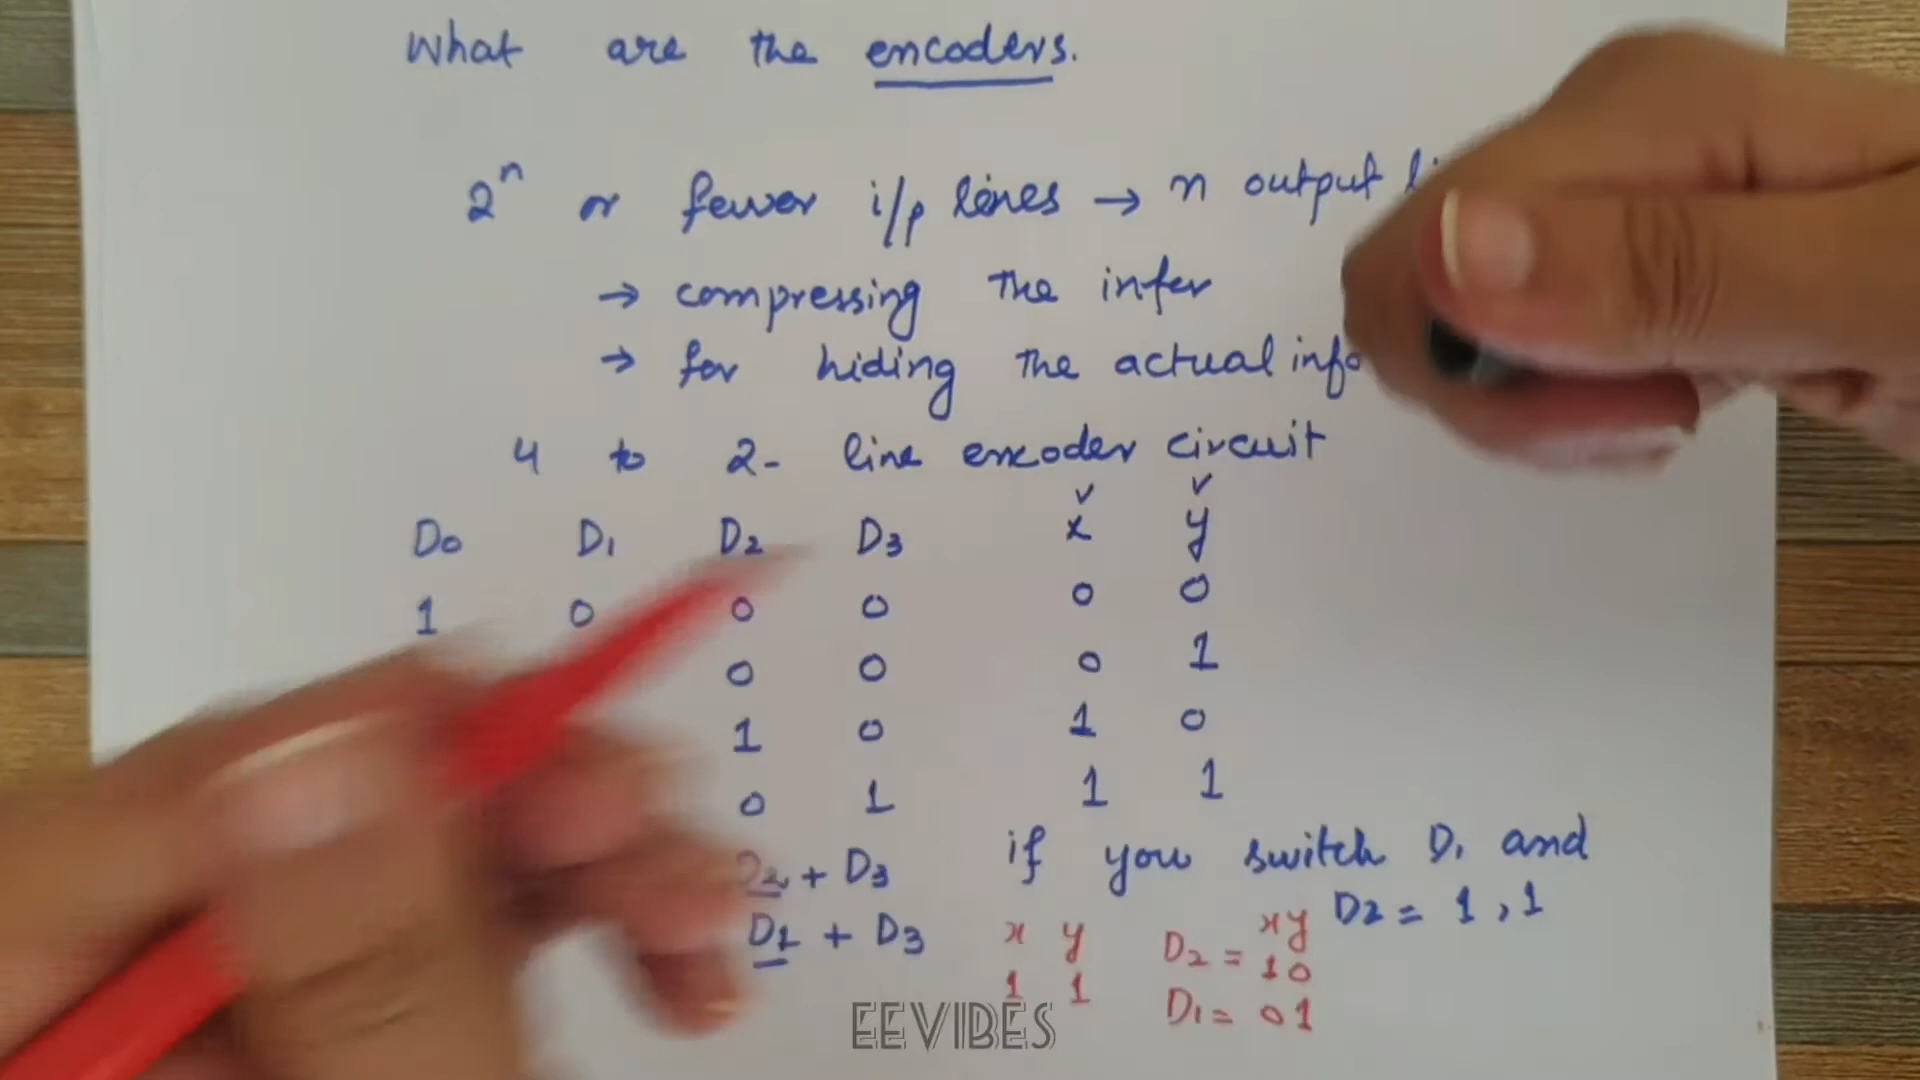 What are the encoders.
2^n or fewer i/p lines → n output
→ compressing the infor
→ for hiding the actual info
4 to 2- line encoder circuit
D0 D1 D2 D3 x y
1 0 0 0 0 0
0 0 0 1
1 0 1 0
0 1 1 1
D2 + D3
D1 + D3
if you switch D1 and
D2 = 1, 1
x y
1 1
xy
D2 = 10
D1 = 01
EEVIBES